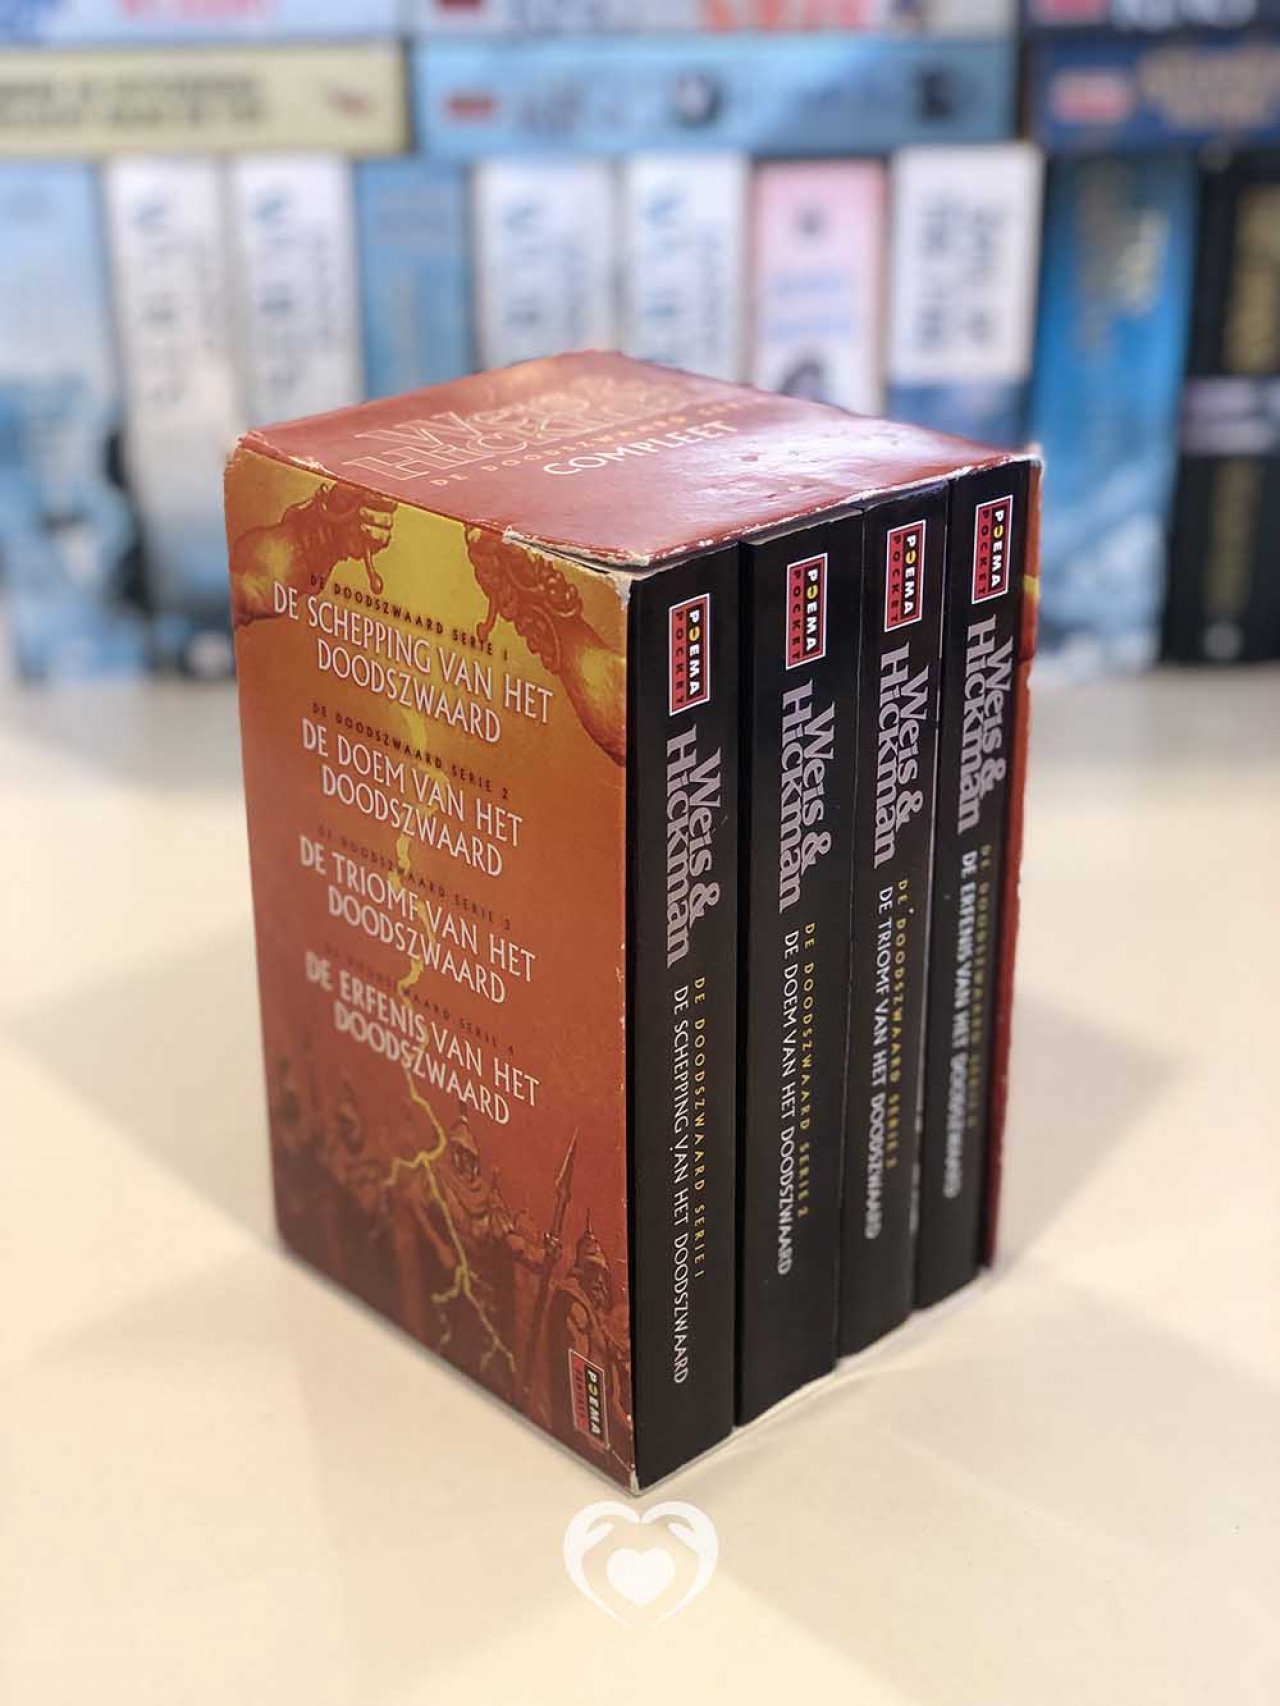 WEIS &
HICKMAN
DE DOODSZWAARD SERIE
COMPLEET
DE DOODSZWAARD SERIE 1
DE SCHEPPING VAN HET
DOODSZWAARD
DE DOODSZWAARD SERIE 2
DE DOEM VAN HET
DOODSZWAARD
DE DOODSZWAARD SERIE 3
DE TRIOMF VAN HET
DOODSZWAARD
DE DOODSZWAARD SERIE 4
DE ERFENIS VAN HET
DOODSZWAARD
POEMA
FANTASY
POEMA
POCKET
Weis &
Hickman
DE DOODSZWAARD SERIE 1
DE SCHEPPING VAN HET DOODSZWAARD
POEMA
POCKET
Weis &
Hickman
DE DOODSZWAARD SERIE 2
DE DOEM VAN HET DOODSZWAARD
POEMA
POCKET
Weis &
Hickman
DE DOODSZWAARD SERIE 3
DE TRIOMF VAN HET DOODSZWAARD
POEMA
POCKET
Weis &
Hickman
DE DOODSZWAARD SERIE 4
DE ERFENIS VAN HET DOODSZWAARD